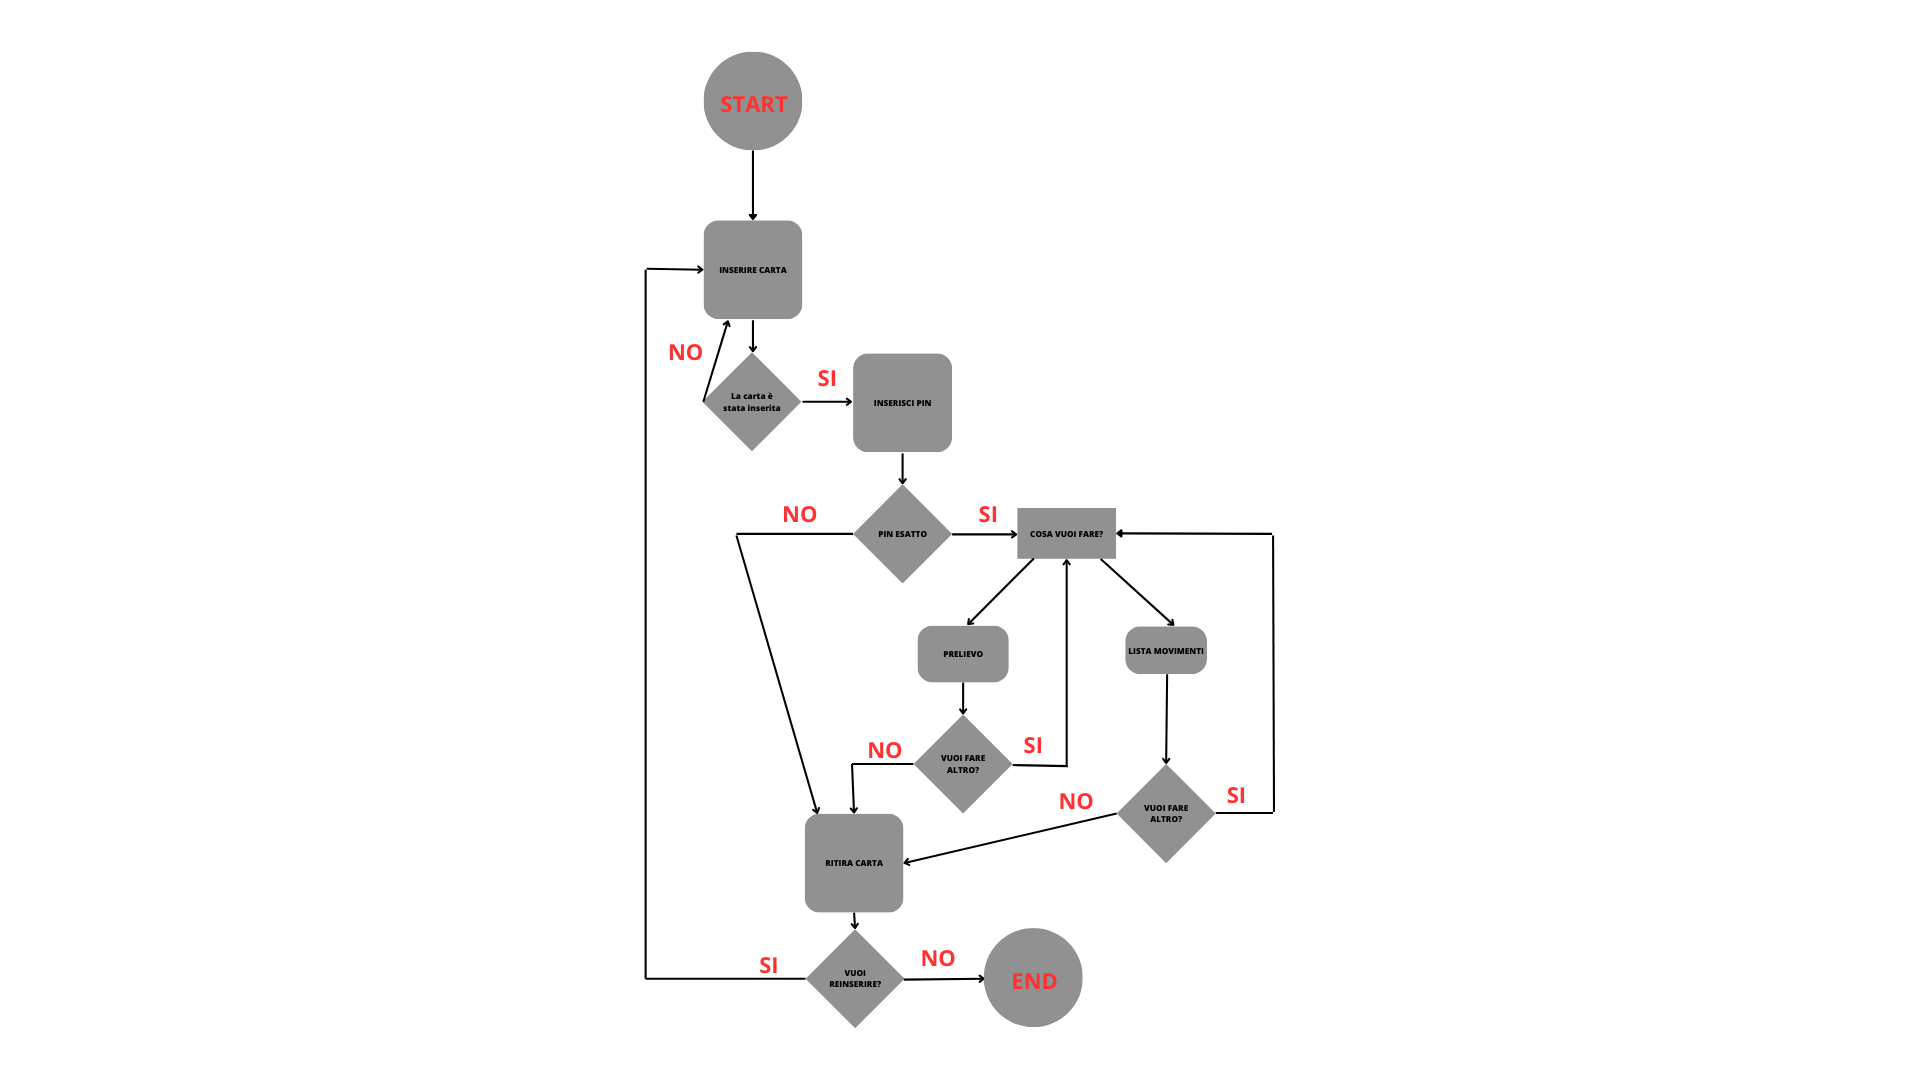 START
INSERIRE CARTA
NO
SI
La carta è
stata inserita
INSERISCI PIN
NO
SI
PIN ESATTO
COSA VUOI FARE?
PRELIEVO
LISTA MOVIMENTI
NO
SI
VUOI FARE
ALTRO?
NO
SI
VUOI FARE
ALTRO?
RITIRA CARTA
SI
NO
VUOI
REINSERIRE?
END